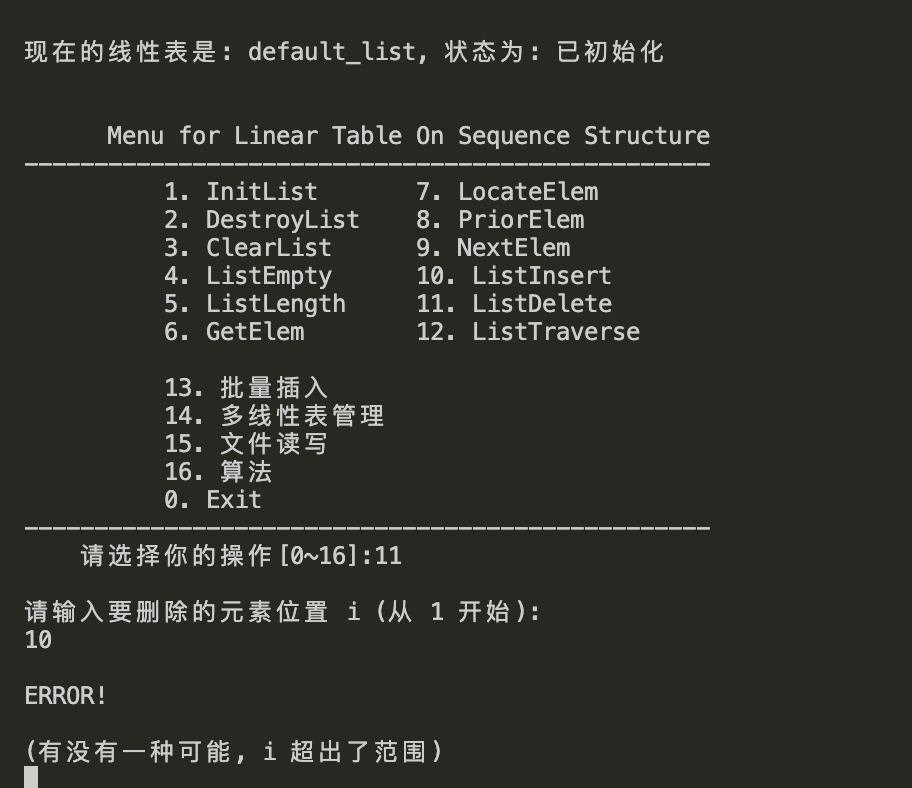 现在的线性表是: default_list, 状态为: 已初始化
Menu for Linear Table On Sequence Structure
-------------------------------------------------
1. InitList 7. LocateElem
2. DestroyList 8. PriorElem
3. ClearList 9. NextElem
4. ListEmpty 10. ListInsert
5. ListLength 11. ListDelete
6. GetElem 12. ListTraverse
13. 批量插入
14. 多线性表管理
15. 文件读写
16. 算法
0. Exit
-------------------------------------------------
请选择你的操作[0~16]:11
请输入要删除的元素位置 i (从 1 开始):
10
ERROR!
(有没有一种可能, i 超出了范围)